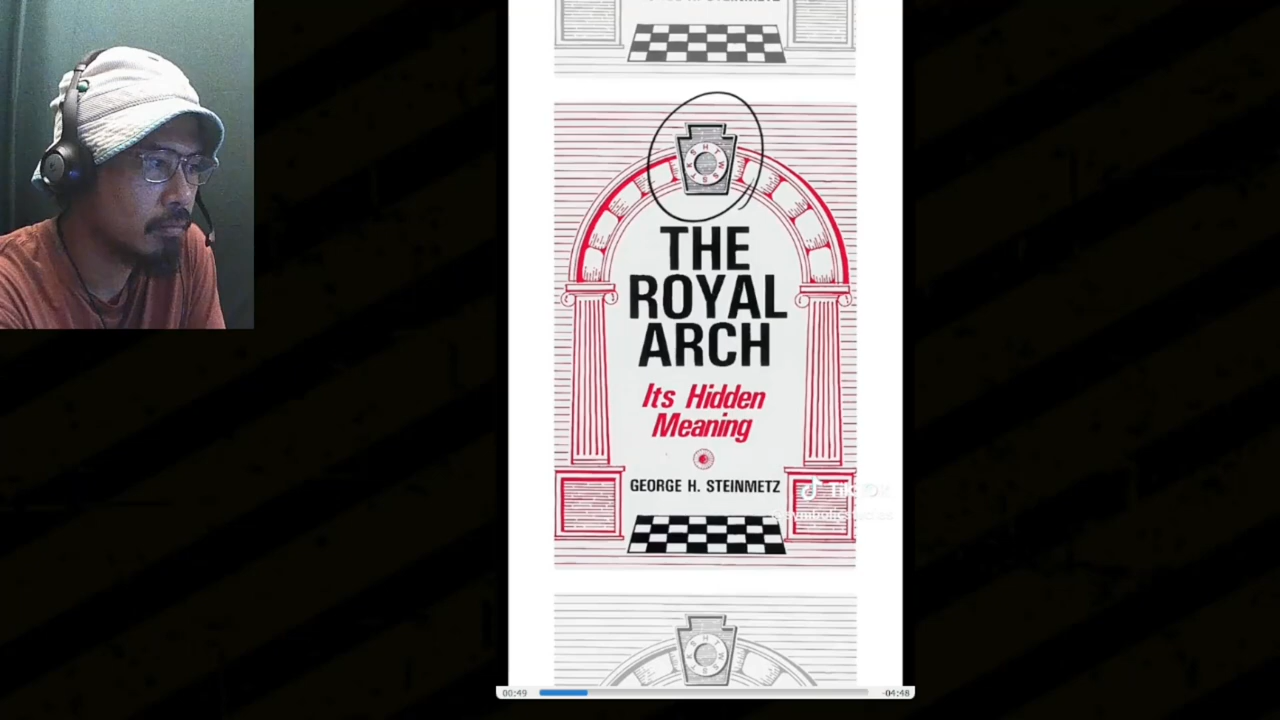 THE
ROYAL
ARCH
Its Hidden
Meaning
GEORGE H. STEINMETZ
00:49
-04:48